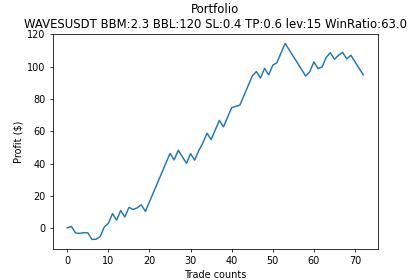 Portfolio
WAVESUSDT BBM:2.3 BBL:120 SL:0.4 TP:0.6 lev:15 WinRatio:63.0
120
100
80
60
40
20
0
Profit ($)
0 10 20 30 40 50 60 70
Trade counts